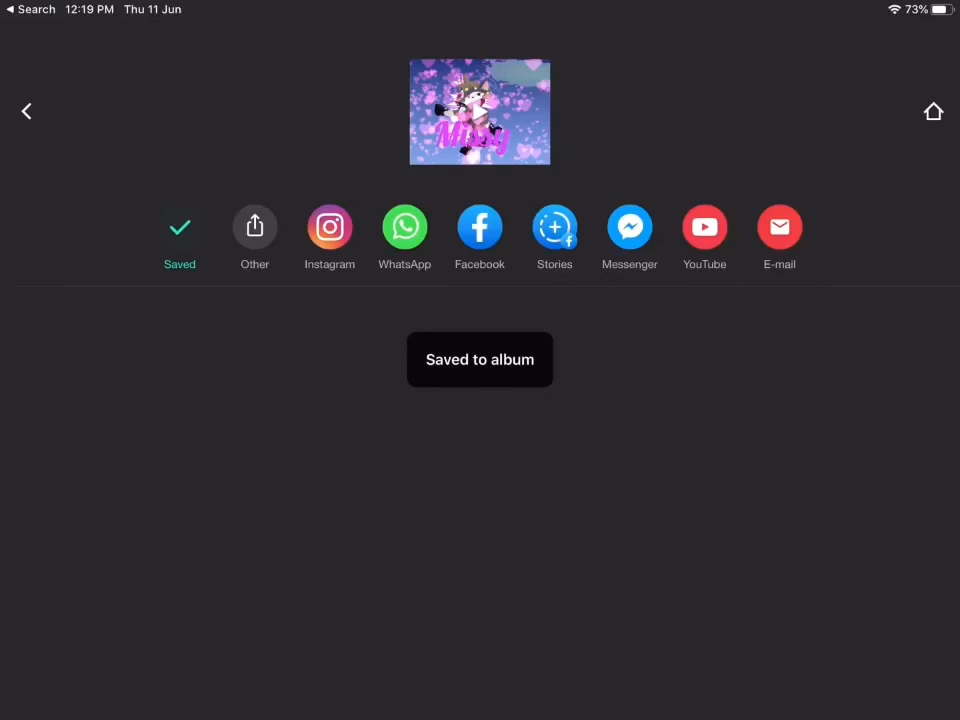 Search 12:19 PM Thu 11 Jun 73%
Missy
Saved Other Instagram WhatsApp Facebook Stories Messenger YouTube E-mail
Saved to album